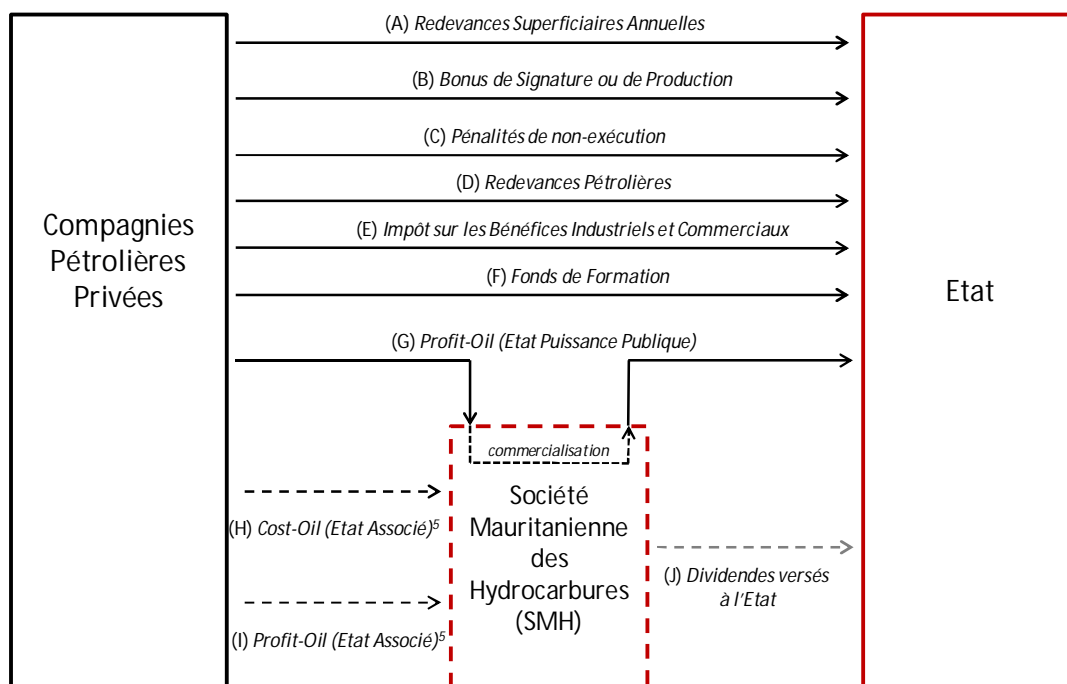 (A) Redevances Superficiaires Annuelles
(B) Bonus de Signature ou de Production
(C) Pénalités de non-exécution
(D) Redevances Pétrolières
(E) Impôt sur les Bénéfices Industriels et Commerciaux
(F) Fonds de Formation
(G) Profit-Oil (Etat Puissance Publique)
Compagnies
Pétrolières
Privées
Etat
commercialisation
Société
Mauritanienne
des
Hydrocarbures
(SMH)
(H) Cost-Oil (Etat Associé)5
(I) Profit-Oil (Etat Associé)5
(J) Dividendes versés
à l'Etat